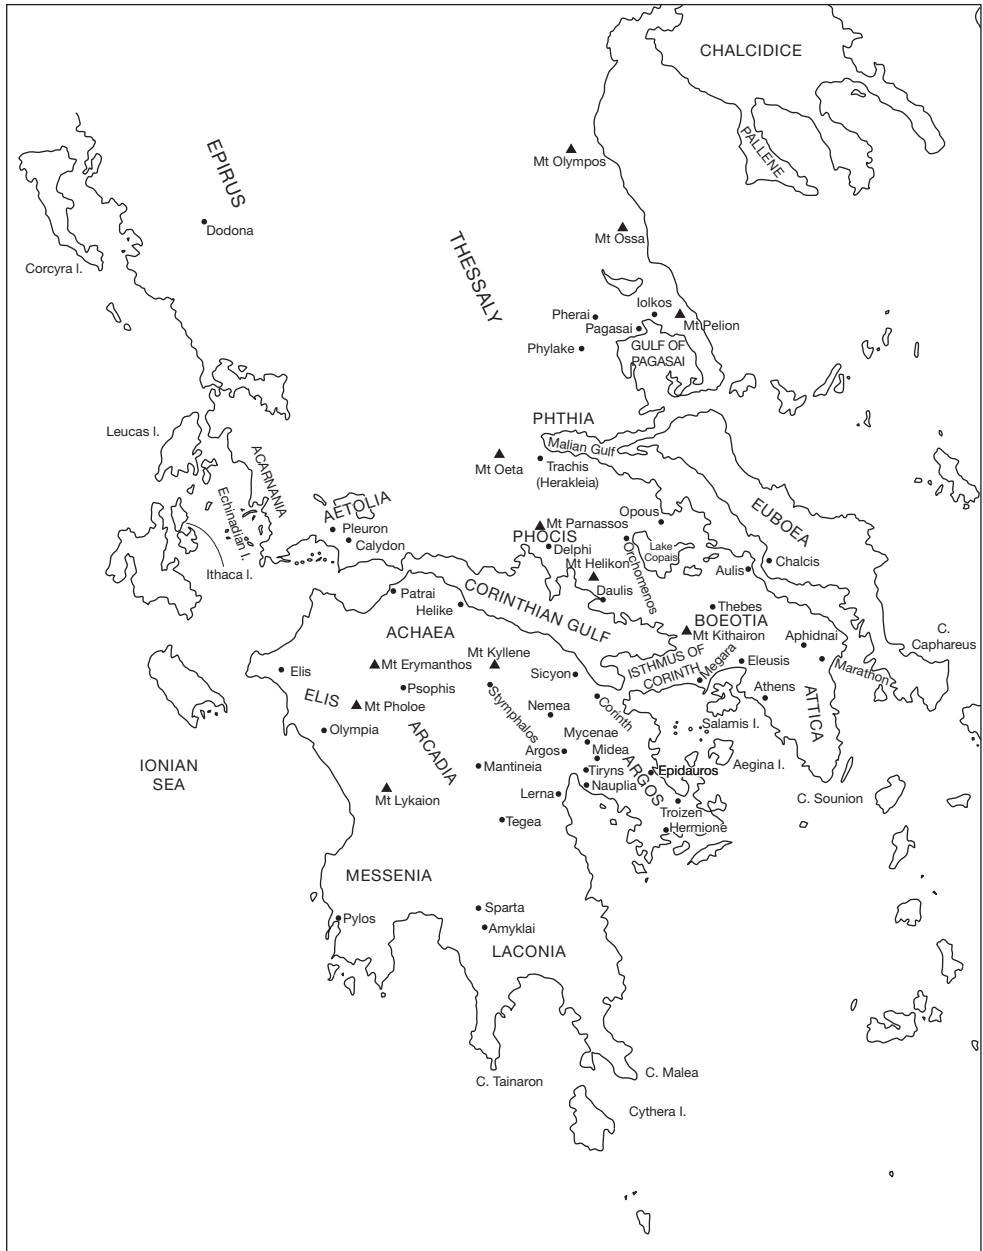 CHALCIDICE
PALLENE
EPIRUS
Mt Olympos
Dodona
Mt Ossa
THESSALY
Corcyra I.
Iolkos
Pherai
Mt Pelion
Pagasai
GULF OF
PAGASAI
Phylake
PHTHIA
Leucas I.
Malian Gulf
ACARNANIA
Mt Oeta
Trachis
(Herakleia)
Echinadian I.
AETOLIA
EUBOEA
Opous
Pleuron
Mt Parnassos
PHOCIS
Calydon
Delphi
Lake
Copais
Orchomenos
Mt Helikon
Chalcis
Aulis
Ithaca I.
Daulis
CORINTHIAN GULF
Patrai
Helike
Thebes
BOEOTIA
ACHAEA
Mt Kithairon
Aphidnai
C.
Caphareus
ISTHMUS OF
CORINTH
Megara
Mt Kyllene
Mt Erymanthos
Eleusis
Marathon
Elis
Sicyon
ELIS
Psophis
Stymphalos
Athens
ATTICA
Mt Pholoe
Nemea
Corinth
Salamis I.
Olympia
ARCADIA
Mycenae
Argos
Midea
ARGOS
IONIAN
SEA
Mantineia
Tiryns
Epidauros
Aegina I.
Nauplia
Mt Lykaion
Lerna
C. Sounion
Troizen
Tegea
Hermione
MESSENIA
Sparta
Pylos
Amyklai
LACONIA
C. Tainaron
C. Malea
Cythera I.